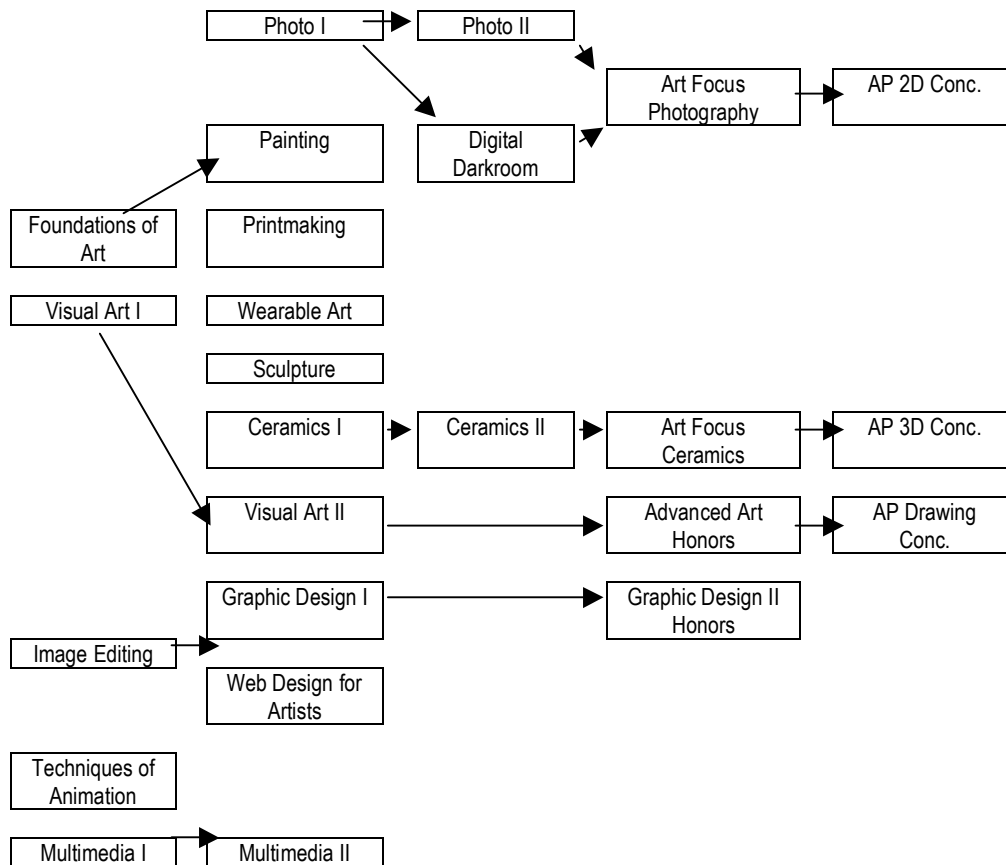 Photo I
Photo II
Art Focus
Photography
AP 2D Conc.
Painting
Digital
Darkroom
Foundations of
Art
Printmaking
Visual Art I
Wearable Art
Sculpture
Ceramics I
Ceramics II
Art Focus
Ceramics
AP 3D Conc.
Visual Art II
Advanced Art
Honors
AP Drawing
Conc.
Graphic Design I
Graphic Design II
Honors
Image Editing
Web Design for
Artists
Techniques of
Animation
Multimedia I
Multimedia II